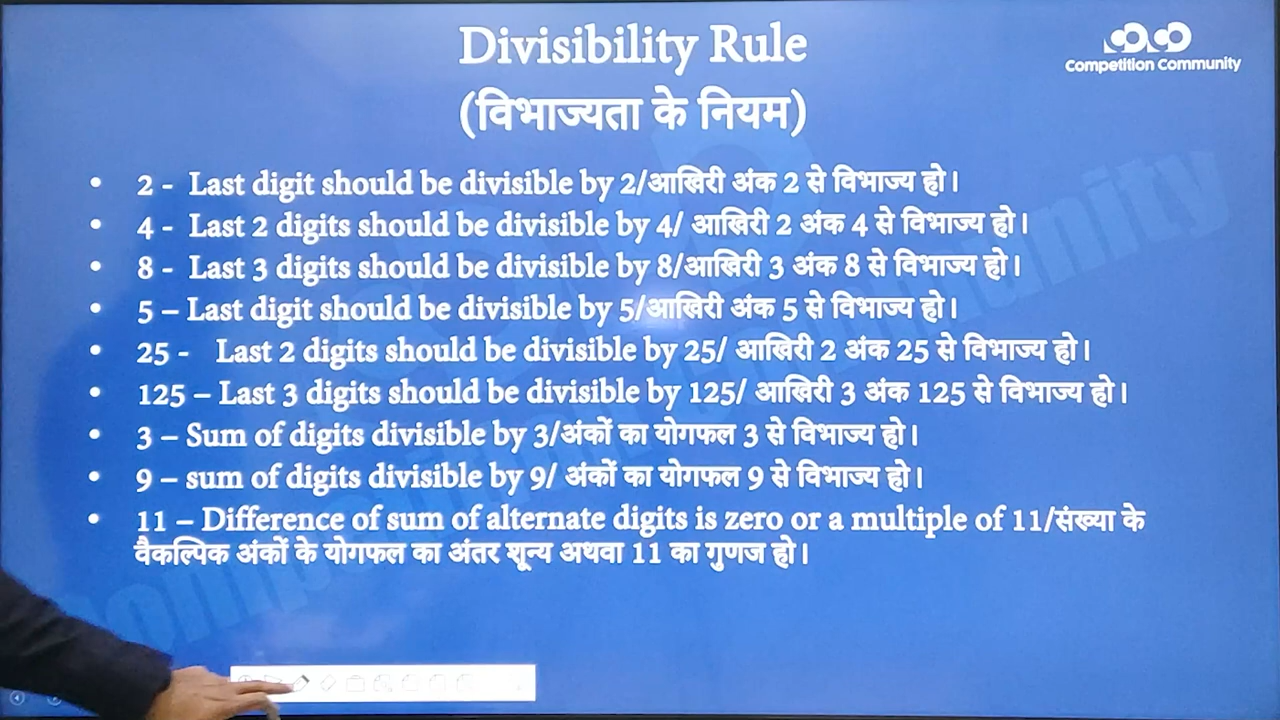 Divisibility Rule
Competition Community
(विभाज्यता के नियम)
• 2 - Last digit should be divisible by 2/आखिरी अंक 2 से विभाज्य हो।
• 4 - Last 2 digits should be divisible by 4/ आखिरी 2 अंक 4 से विभाज्य हो।
• 8 - Last 3 digits should be divisible by 8/आखिरी 3 अंक 8 से विभाज्य हो।
• 5 – Last digit should be divisible by 5/आखिरी अंक 5 से विभाज्य हो।
• 25 - Last 2 digits should be divisible by 25/ आखिरी 2 अंक 25 से विभाज्य हो।
• 125 – Last 3 digits should be divisible by 125/ आखिरी 3 अंक 125 से विभाज्य हो।
• 3 – Sum of digits divisible by 3/अंकों का योगफल 3 से विभाज्य हो।
• 9 – sum of digits divisible by 9/ अंकों का योगफल 9 से विभाज्य हो।
• 11 – Difference of sum of alternate digits is zero or a multiple of 11/संख्या के
वैकल्पिक अंकों के योगफल का अंतर शून्य अथवा 11 का गुणज हो।
Competition Community